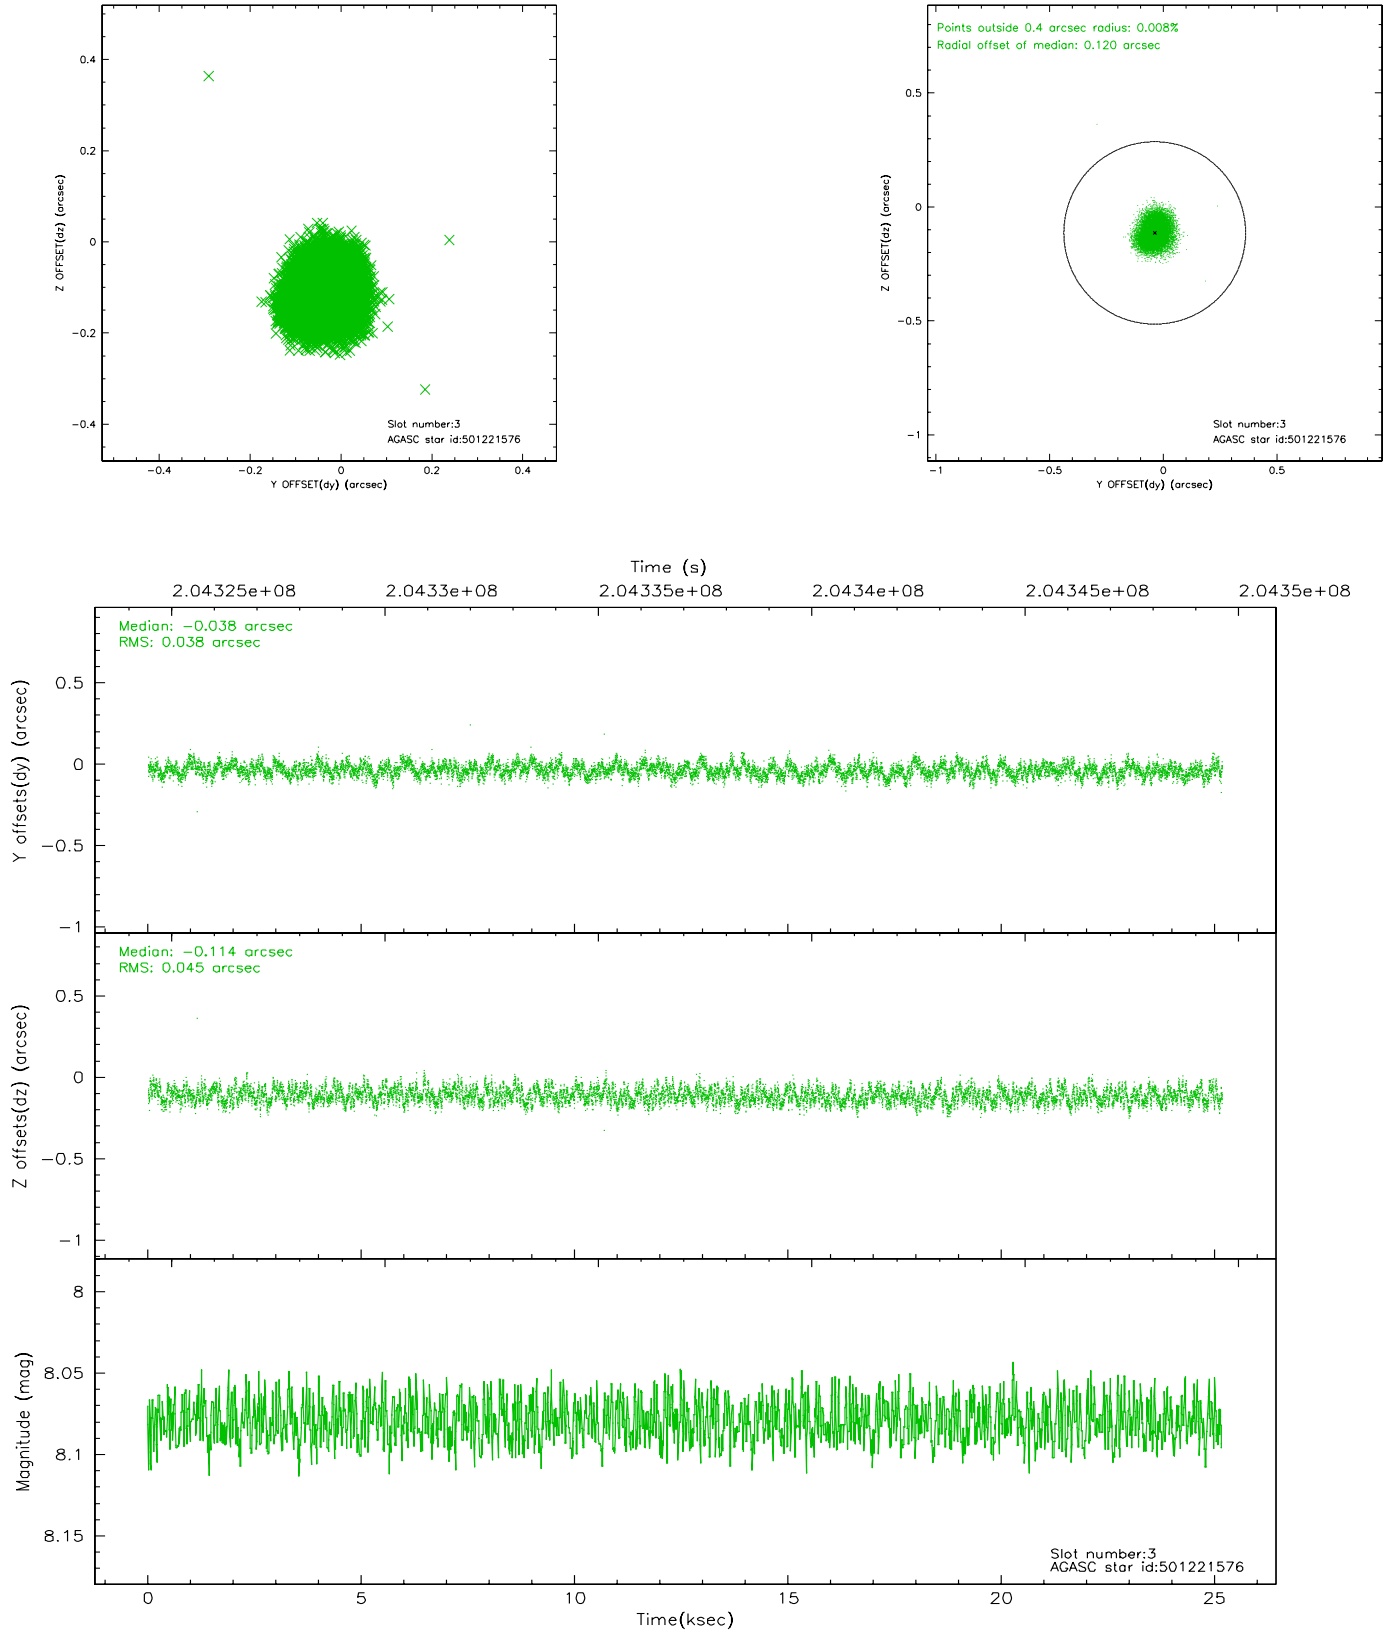 0.4
0.2
0
−0.2
−0.4
Z OFFSET(dz) (arcsec)
Slot number:3
AGASC star id:501221576
−0.4 −0.2 0 0.2 0.4
Y OFFSET(dy) (arcsec)
Points outside 0.4 arcsec radius: 0.008%
Radial offset of median: 0.120 arcsec
0.5
0
−0.5
−1
Z OFFSET(dz) (arcsec)
Slot number:3
AGASC star id:501221576
−1 −0.5 0 0.5
Y OFFSET(dy) (arcsec)
Time (s)
2.04325e+08 2.0433e+08 2.04335e+08 2.0434e+08 2.04345e+08 2.0435e+08
Median: −0.038 arcsec
RMS: 0.038 arcsec
0.5
0
−0.5
−1
Y offsets(dy) (arcsec)
Median: −0.114 arcsec
RMS: 0.045 arcsec
0.5
0
−0.5
−1
Z offsets(dz) (arcsec)
8
8.05
8.1
8.15
Magnitude (mag)
Slot number:3
AGASC star id:501221576
0 5 10 15 20 25
Time(ksec)